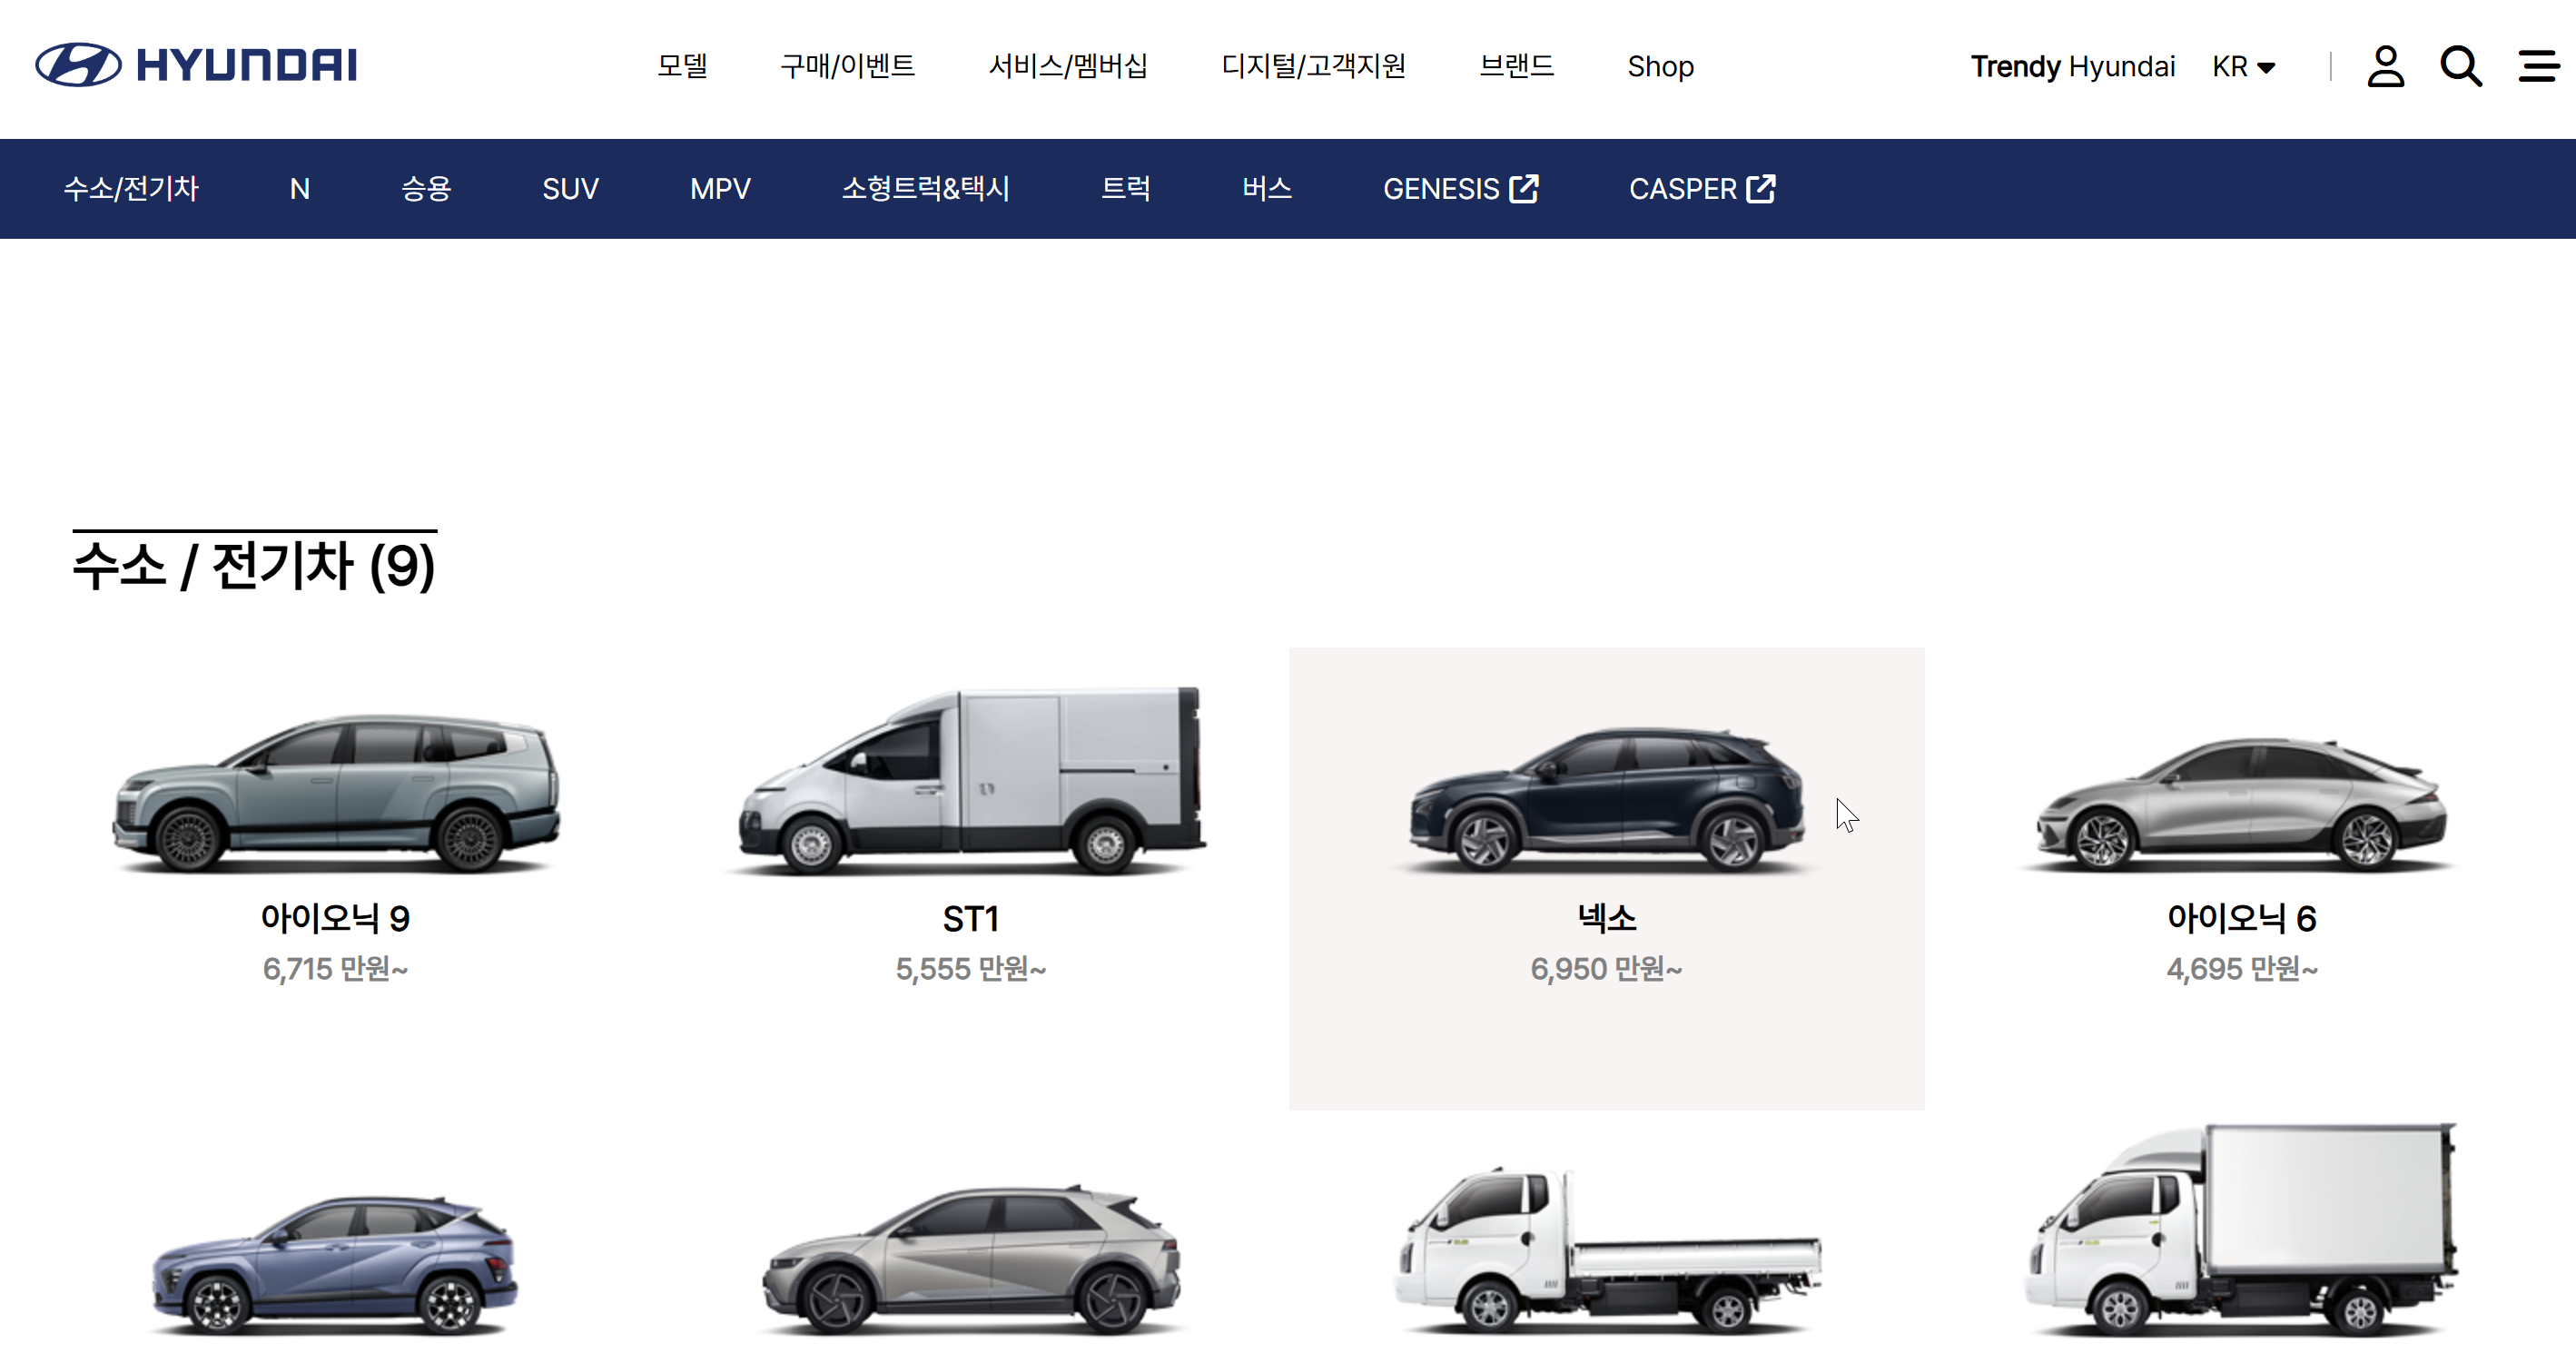 HYUNDAI 모델 구매/이벤트 서비스/멤버십 디지털/고객지원 브랜드 Shop Trendy Hyundai KR
수소/전기차 N 승용 SUV MPV 소형트럭&택시 트럭 버스 GENESIS CASPER
수소 / 전기차 (9)
아이오닉 9 ST1 넥소 아이오닉 6
6,715 만원~ 5,555 만원~ 6,950 만원~ 4,695 만원~